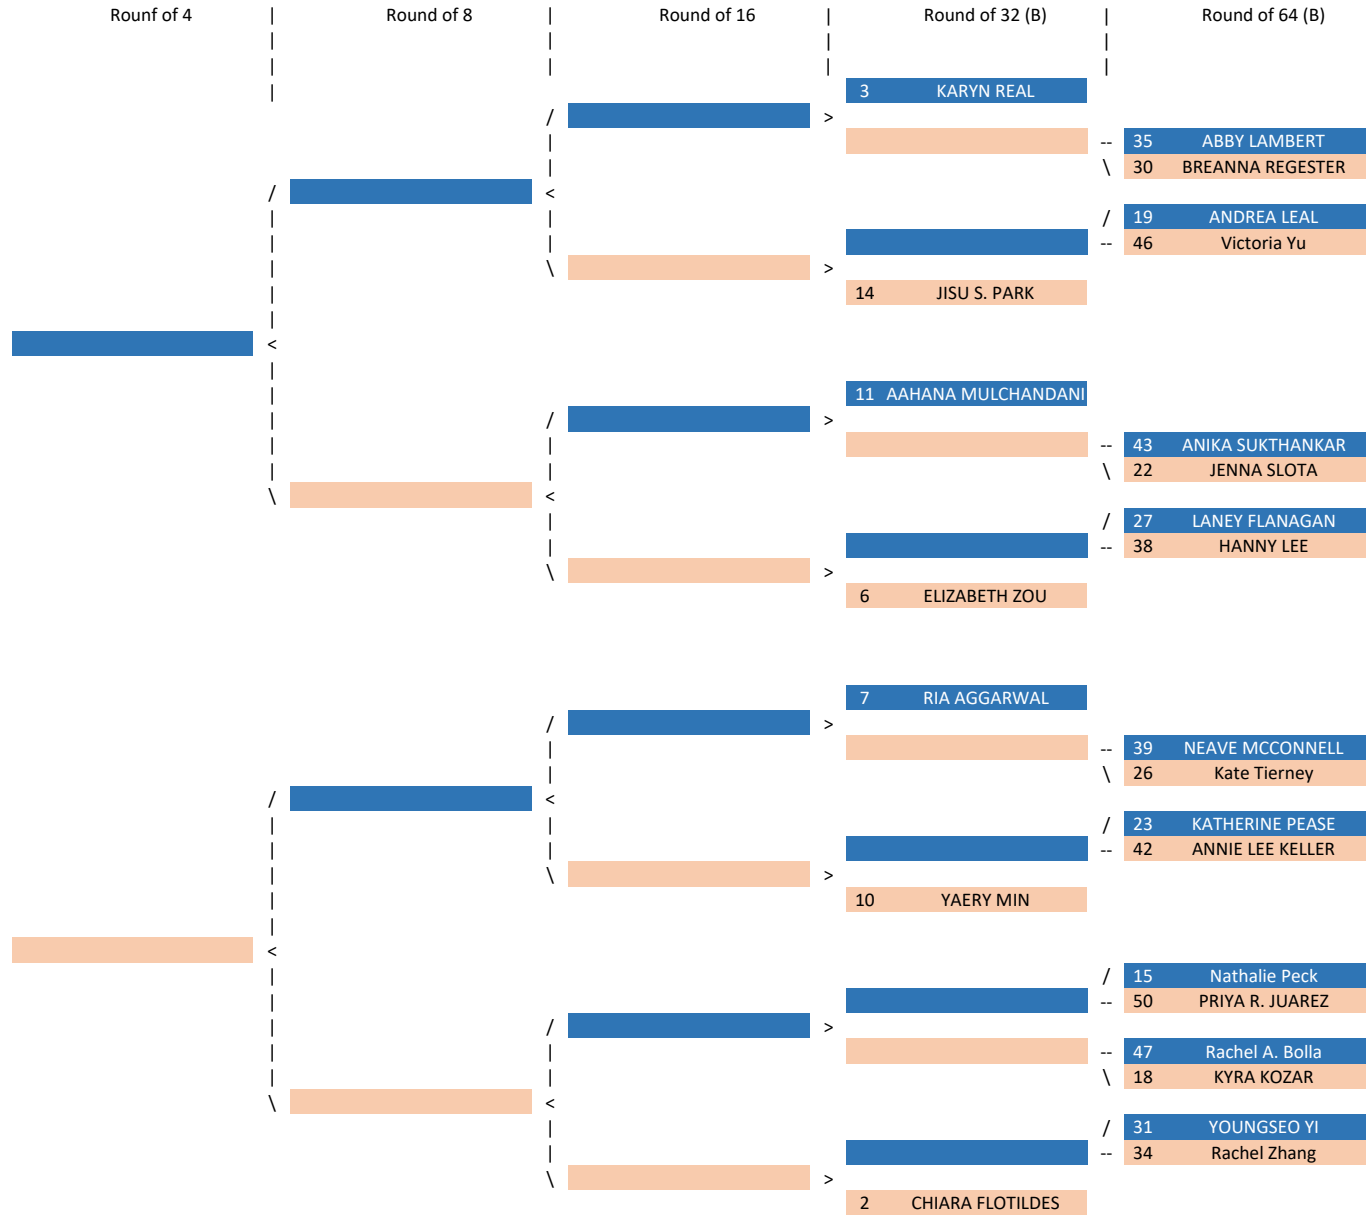 Rounf of 4 Round of 8 Round of 16 Round of 32 (B) Round of 64 (B)
3 KARYN REAL
35 ABBY LAMBERT
30 BREANNA REGESTER
19 ANDREA LEAL
46 Victoria Yu
14 JISU S. PARK
11 AAHANA MULCHANDANI
43 ANIKA SUKTHANKAR
22 JENNA SLOTA
27 LANEY FLANAGAN
38 HANNY LEE
6 ELIZABETH ZOU
7 RIA AGGARWAL
39 NEAVE MCCONNELL
26 Kate Tierney
23 KATHERINE PEASE
42 ANNIE LEE KELLER
10 YAERY MIN
15 Nathalie Peck
50 PRIYA R. JUAREZ
47 Rachel A. Bolla
18 KYRA KOZAR
31 YOUNGSEO YI
34 Rachel Zhang
2 CHIARA FLOTILDES